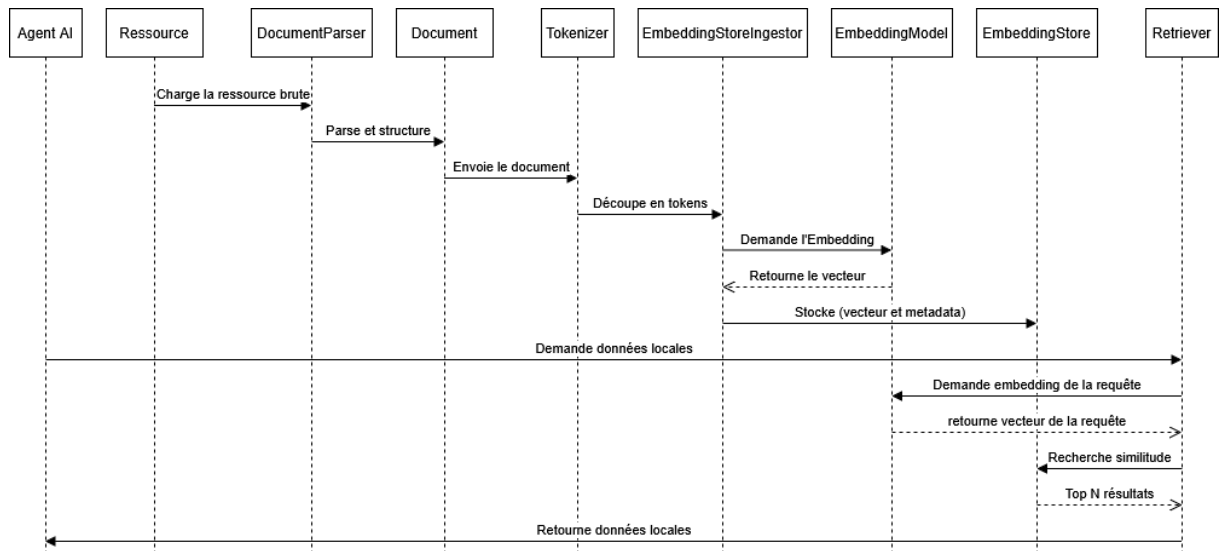 Agent AI
Ressource
DocumentParser
Document
Tokenizer
EmbeddingStoreIngestor
EmbeddingModel
EmbeddingStore
Retriever
Charge la ressource brute
Parse et structure
Envoie le document
Découpe en tokens
Demande l'Embedding
Retourne le vecteur
Stocke (vecteur et metadata)
Demande données locales
Demande embedding de la requête
retourne vecteur de la requête
Recherche similitude
Top N résultats
Retourne données locales